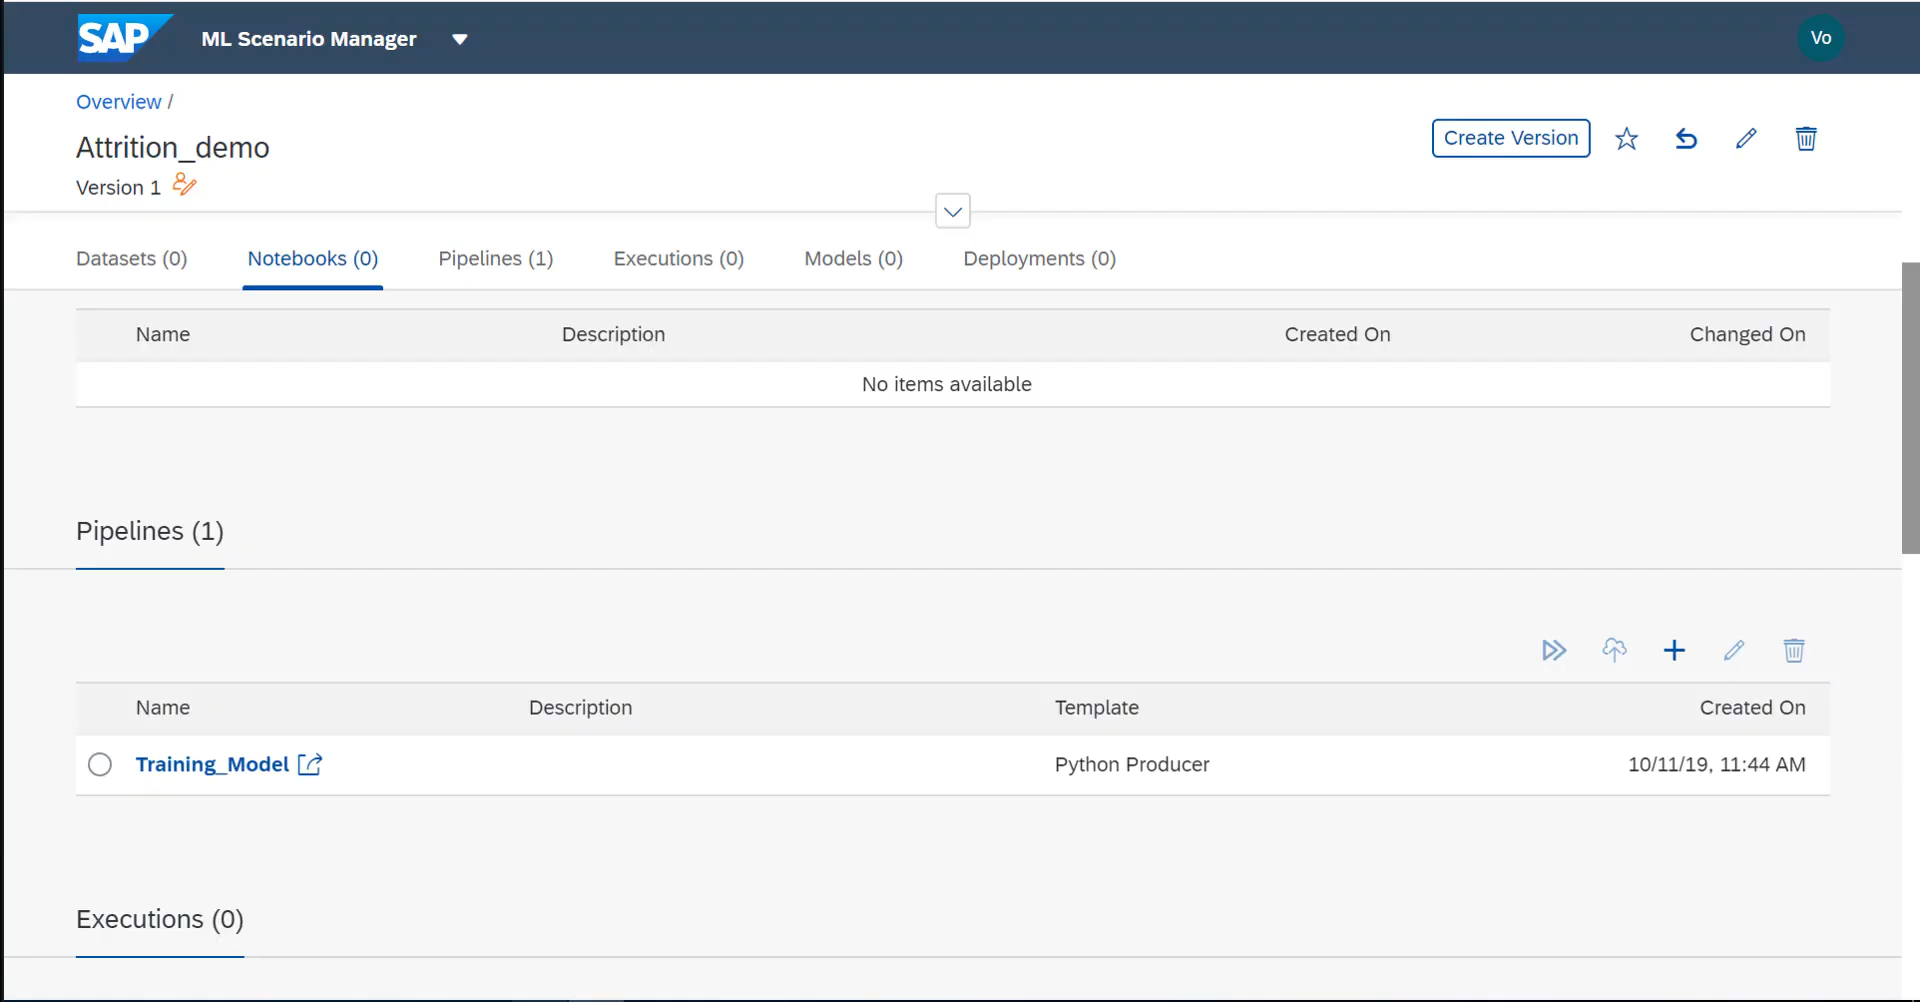 SAP ML Scenario Manager Vo
Overview /
Attrition_demo
Create Version
Version 1
Datasets (0) Notebooks (0) Pipelines (1) Executions (0) Models (0) Deployments (0)
Name Description Created On Changed On
No items available
Pipelines (1)
Name Description Template Created On
Training_Model Python Producer 10/11/19, 11:44 AM
Executions (0)